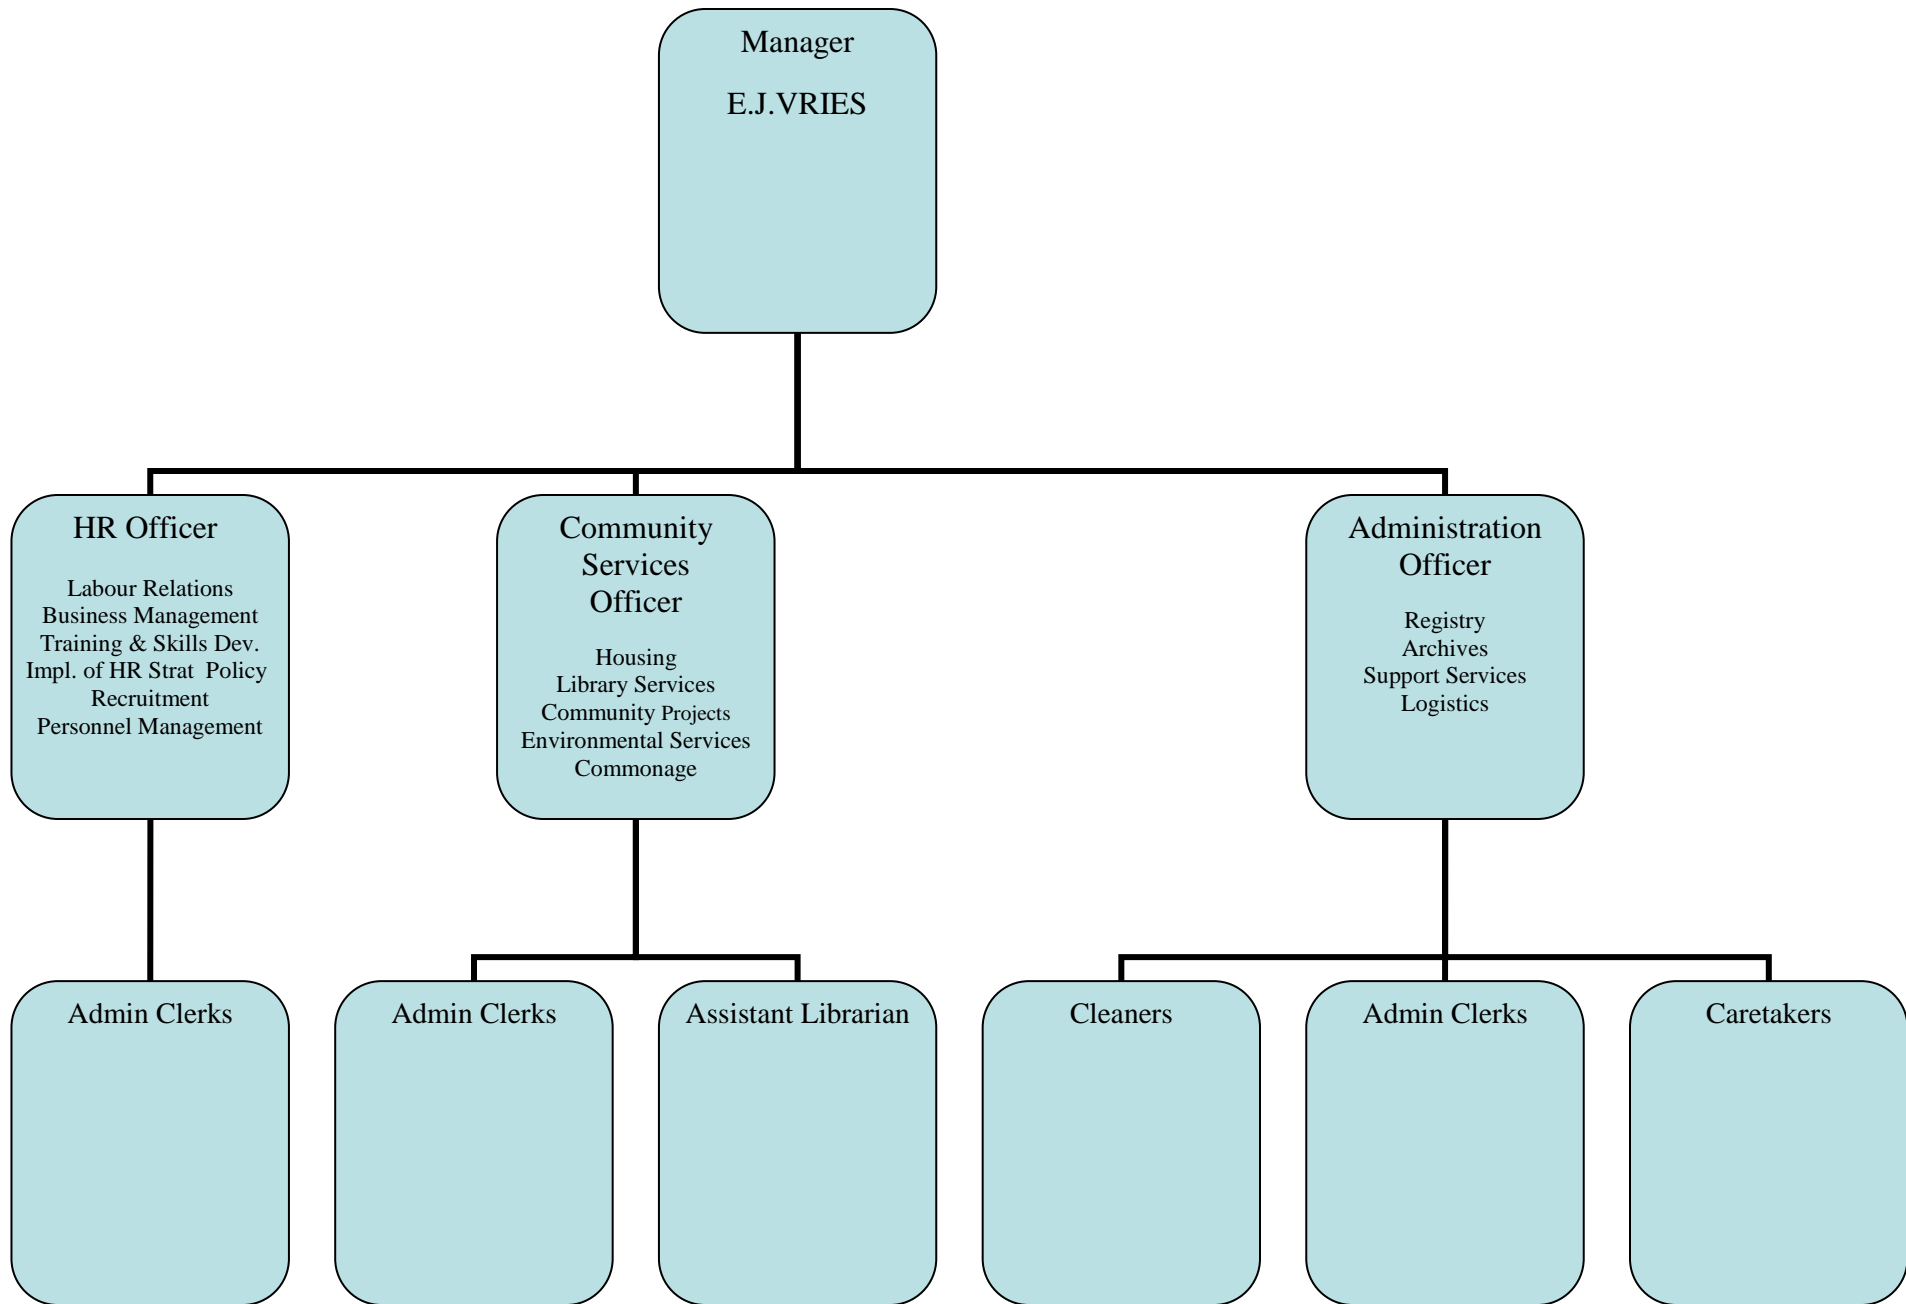 Manager
E.J.VRIES
HR Officer
Labour Relations
Business Management
Training & Skills Dev.
Impl. of HR Strat  Policy
Recruitment
Personnel Management
Community
Services
Officer
Housing
Library Services
Community Projects
Environmental Services
Commonage
Administration
Officer
Registry
Archives
Support Services
Logistics
Admin Clerks
Admin Clerks
Assistant Librarian
Cleaners
Admin Clerks
Caretakers